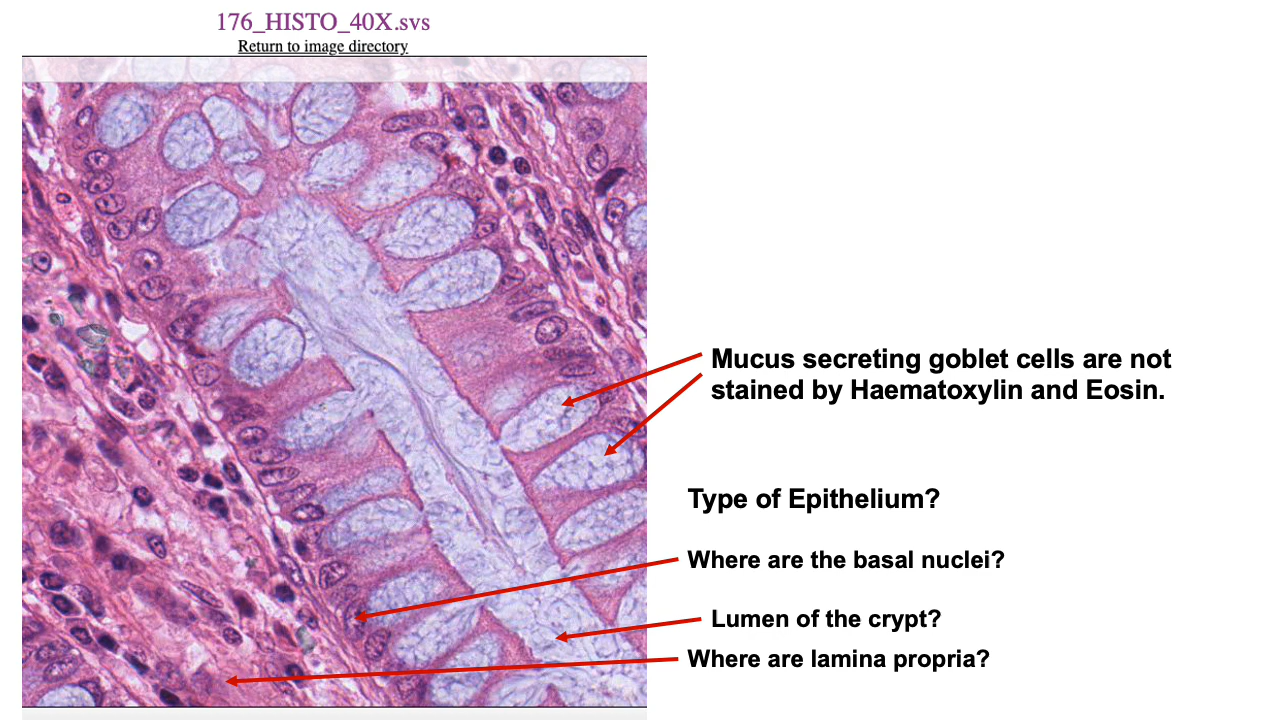 176_HISTO_40X.svs
Return to image directory
Mucus secreting goblet cells are not
stained by Haematoxylin and Eosin.
Type of Epithelium?
Where are the basal nuclei?
Lumen of the crypt?
Where are lamina propria?